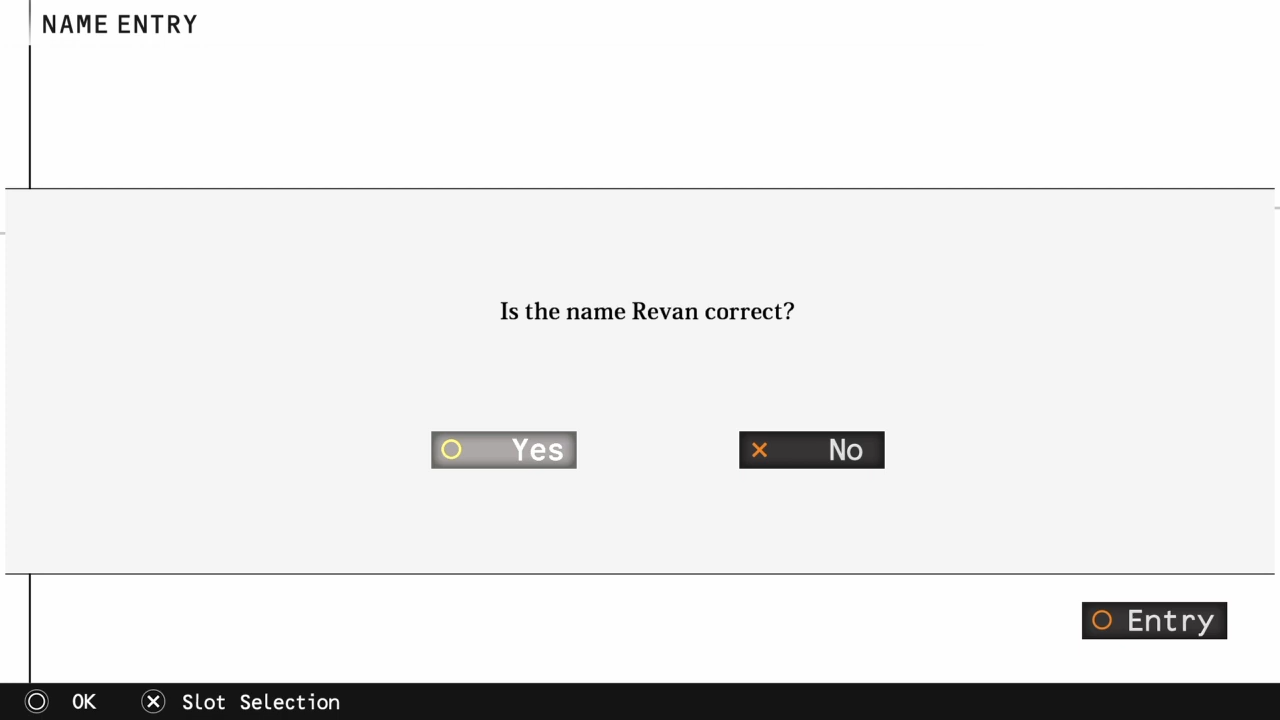 NAME ENTRY
Is the name Revan correct?
Yes No
Entry
OK Slot Selection